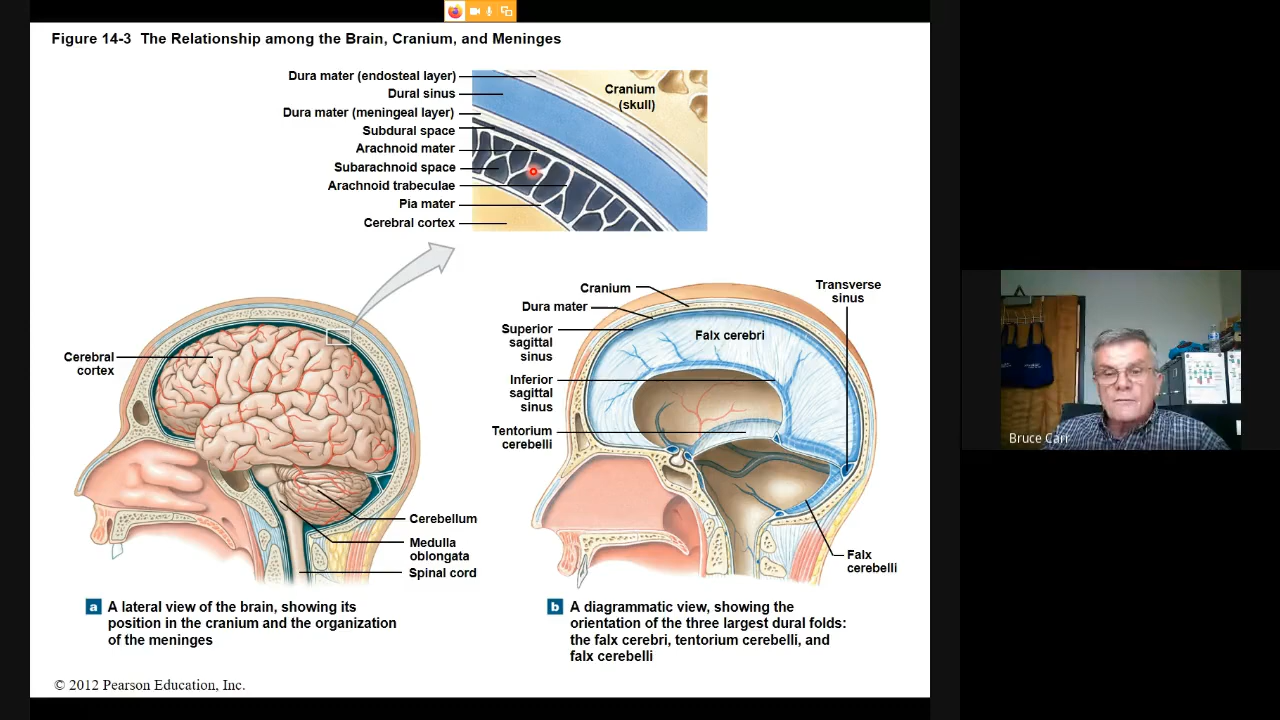 Figure 14-3 The Relationship among the Brain, Cranium, and Meninges
Dura mater (endosteal layer)
Dural sinus
Dura mater (meningeal layer)
Subdural space
Arachnoid mater
Subarachnoid space
Arachnoid trabeculae
Pia mater
Cerebral cortex
Cranium
(skull)
Cerebral
cortex
Cerebellum
Medulla
oblongata
Spinal cord
Cranium
Dura mater
Superior
sagittal
sinus
Inferior
sagittal
sinus
Tentorium
cerebelli
Falx cerebri
Transverse
sinus
Falx
cerebelli
a A lateral view of the brain, showing its
position in the cranium and the organization
of the meninges
b A diagrammatic view, showing the
orientation of the three largest dural folds:
the falx cerebri, tentorium cerebelli, and
falx cerebelli
© 2012 Pearson Education, Inc.
Bruce Carr